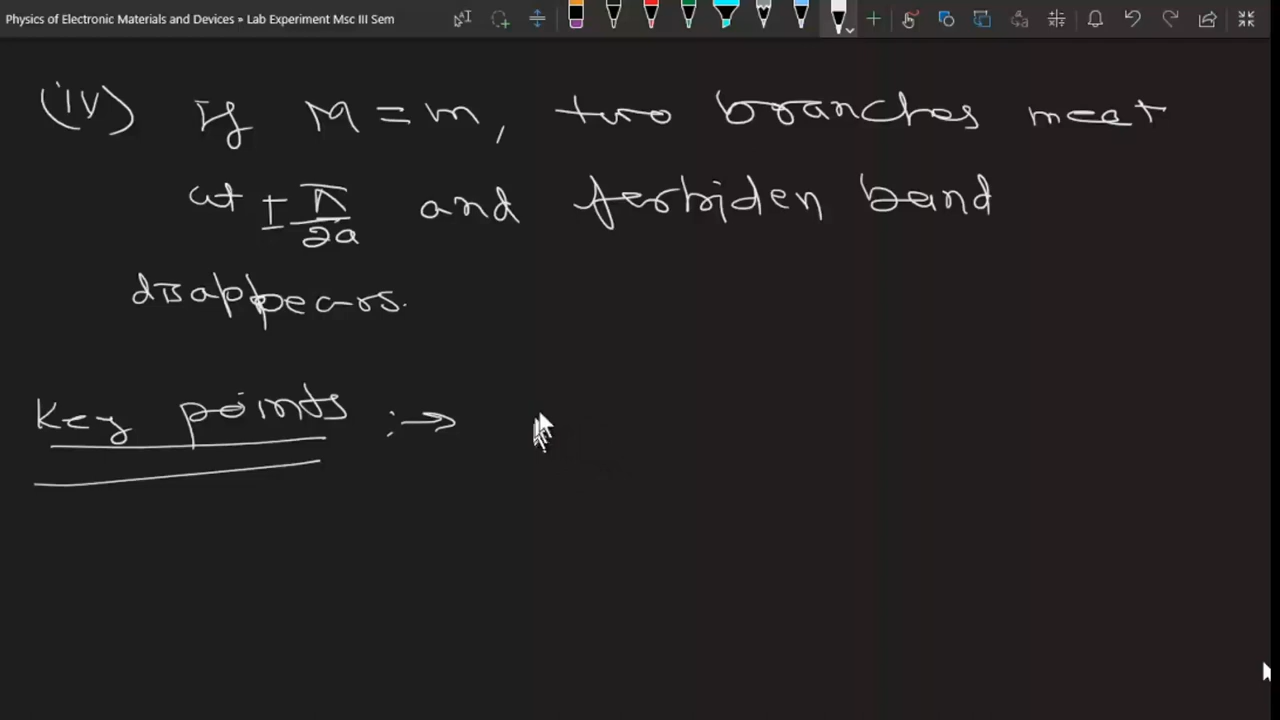 Physics of Electronic Materials and Devices » Lab Experiment Msc III Sem
(iv) If M = m, two branches meet
at ± π/2a and forbiden band
disappears.
Key points :→